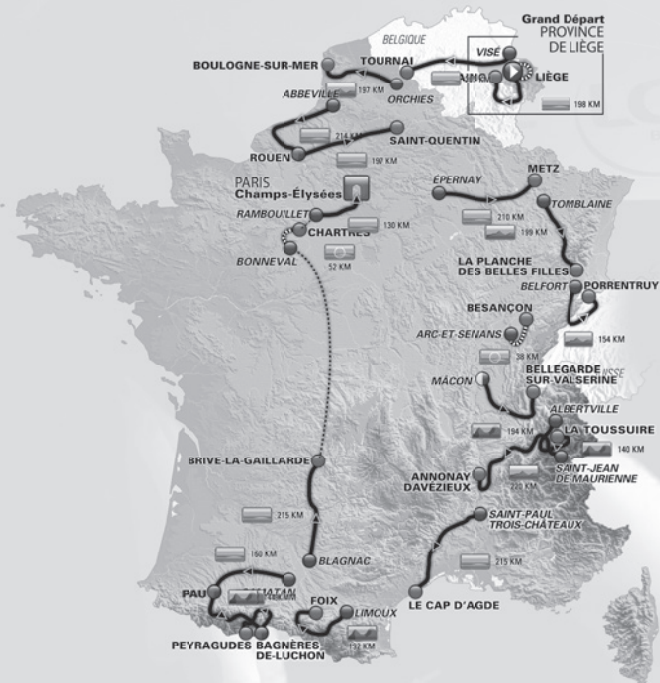 Grand Départ
PROVINCE
DE LIÈGE
BELGIQUE
VISÉ
BOULOGNE-SUR-MER
TOURNAI
LIÈGE
197 KM
198 KM
ORCHIES
ABBEVILLE
214 KM
SAINT-QUENTIN
ROUEN
197 KM
PARIS
Champs-Élysées
ÉPERNAY
METZ
RAMBOUILLET
210 KM
TOMBLAINE
130 KM
199 KM
CHARTRES
BONNEVAL
52 KM
LA PLANCHE
DES BELLES FILLES
BELFORT
PORRENTRUY
BESANÇON
ARC-ET-SENANS
154 KM
38 KM
MÂCON
BELLEGARDE
SUR-VALSERINE
ALBERTVILLE
194 KM
LA TOUSSUIRE
140 KM
BRIVE-LA-GAILLARDE
ANNONAY
DAVÉZIEUX
SAINT-JEAN
DE MAURIENNE
SAINT-PAUL
TROIS-CHÂTEAUX
215 KM
BLAGNAC
215 KM
160 KM
PAU
FOIX
LIMOUX
LE CAP D'AGDE
PEYRAGUDES
BAGNÈRES
DE-LUCHON